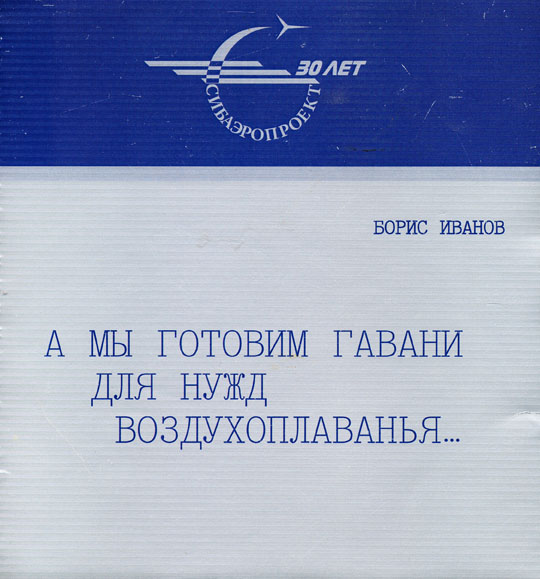 30 ЛЕТ
СИБАЭРОПРОЕКТ
БОРИС ИВАНОВ
А МЫ ГОТОВИМ ГАВАНИ
ДЛЯ НУЖД
ВОЗДУХОПЛАВАНЬЯ...